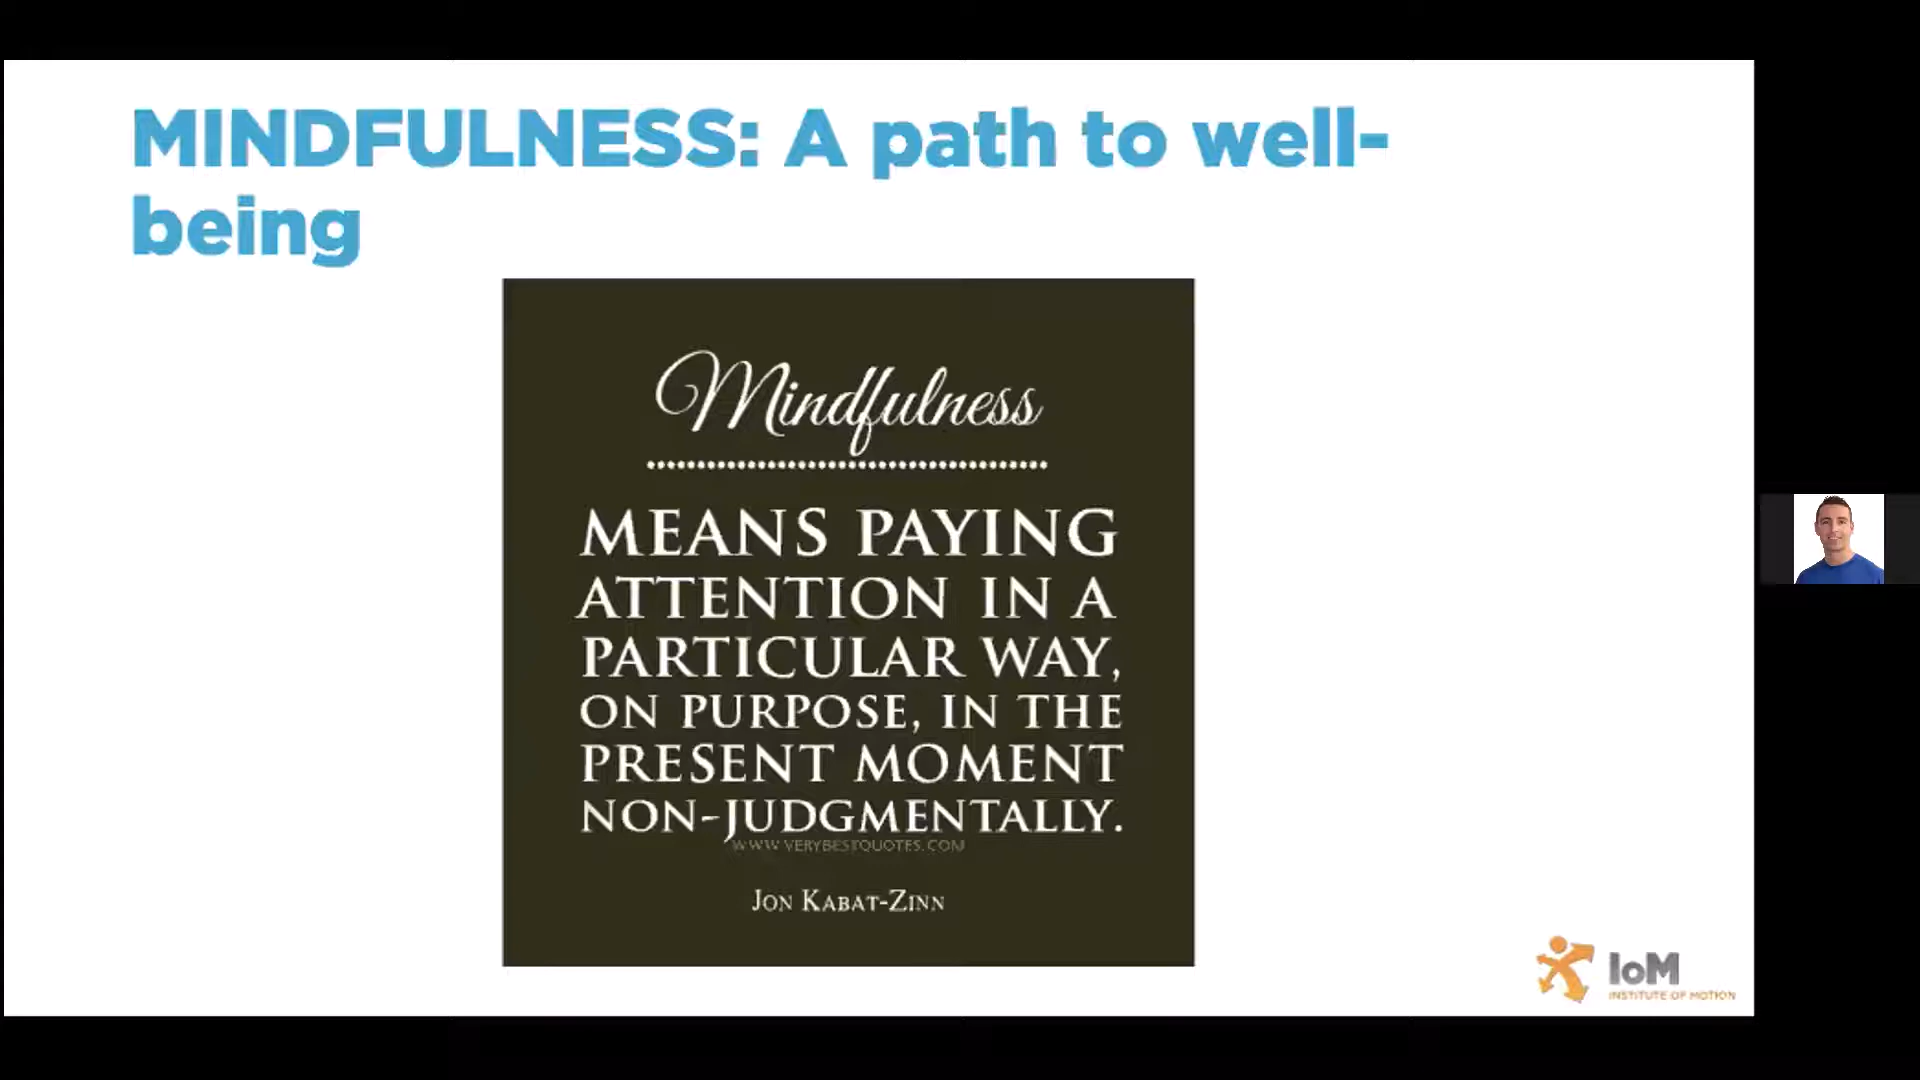 MINDFULNESS: A path to well-
being
Mindfulness
MEANS PAYING
ATTENTION IN A
PARTICULAR WAY,
ON PURPOSE, IN THE
PRESENT MOMENT
NON-JUDGMENTALLY.
WWW.VERYBESTQUOTES.COM
JON KABAT-ZINN
IoM
INSTITUTE OF MOTION